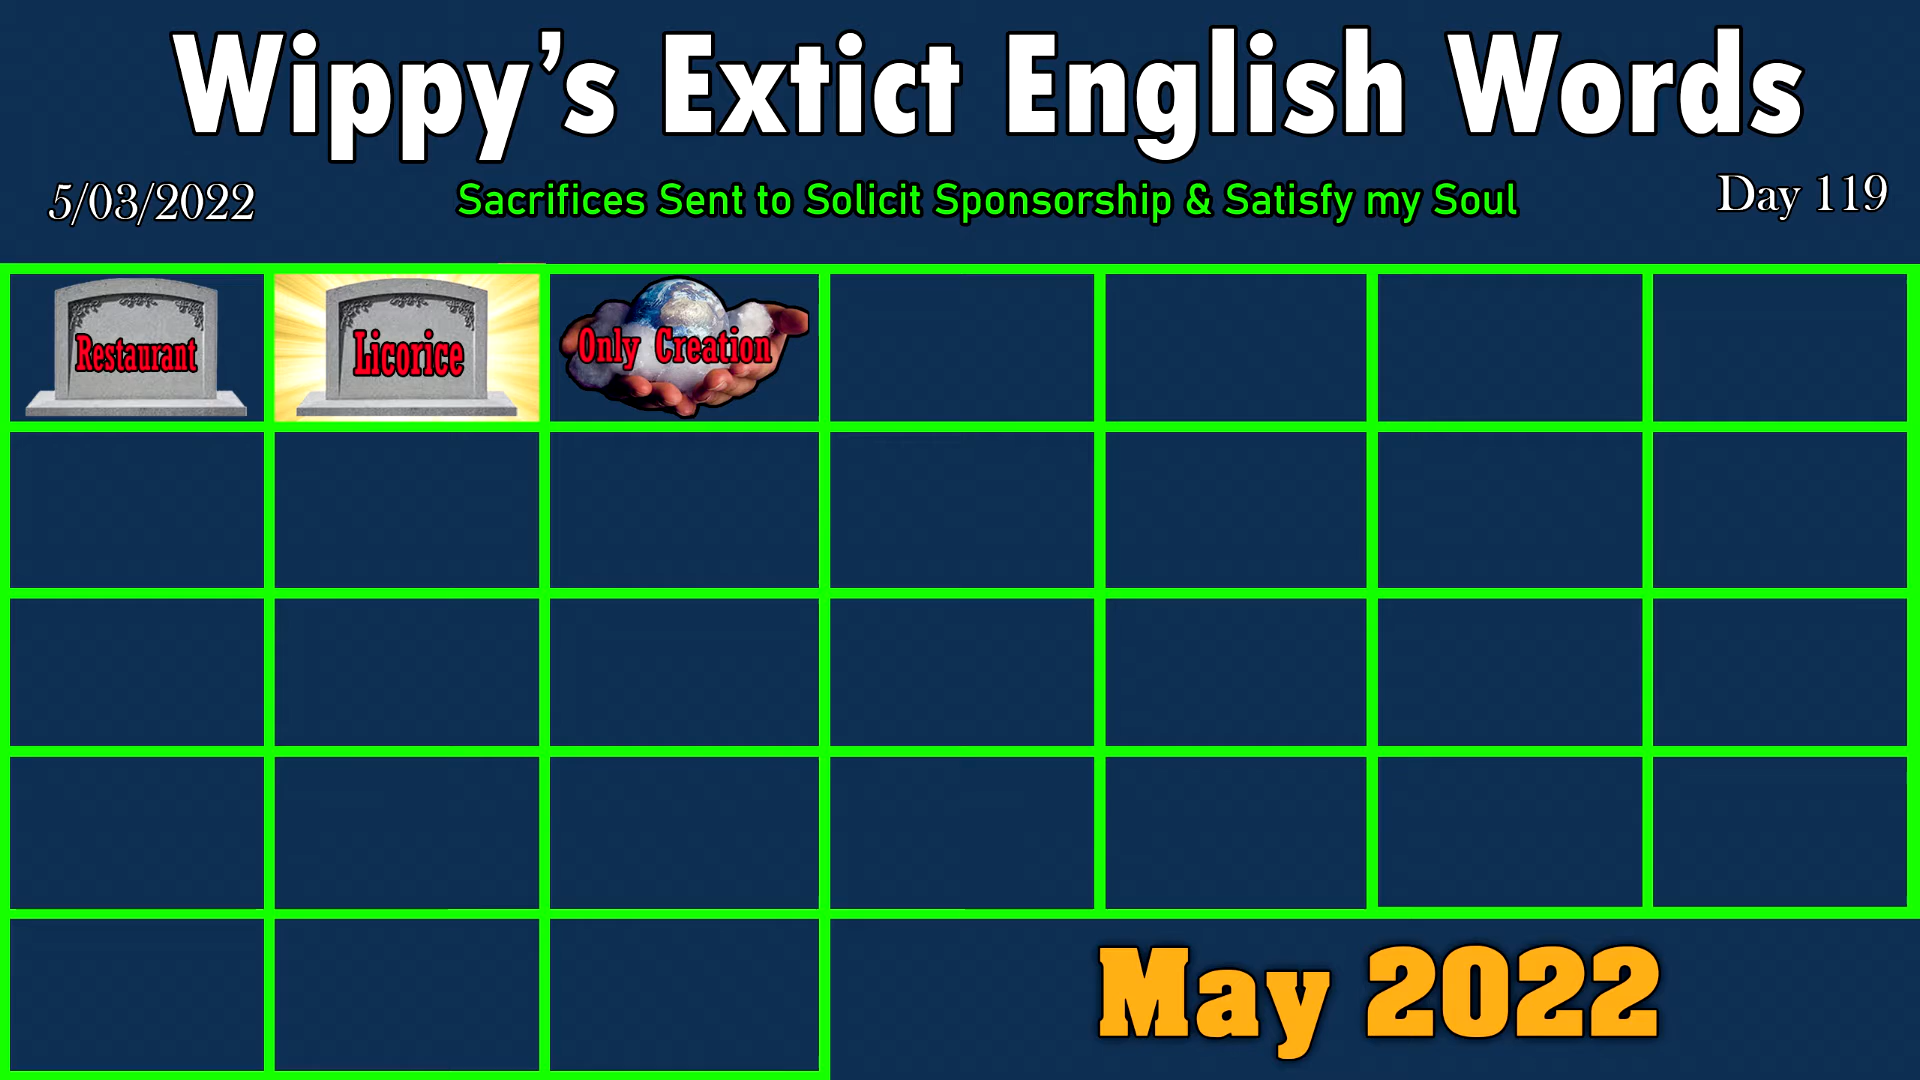 Wippy’s Extict English Words
5/03/2022
Sacrifices Sent to Solicit Sponsorship & Satisfy my Soul
Day 119
Restaurant
Licorice
Only Creation
May 2022